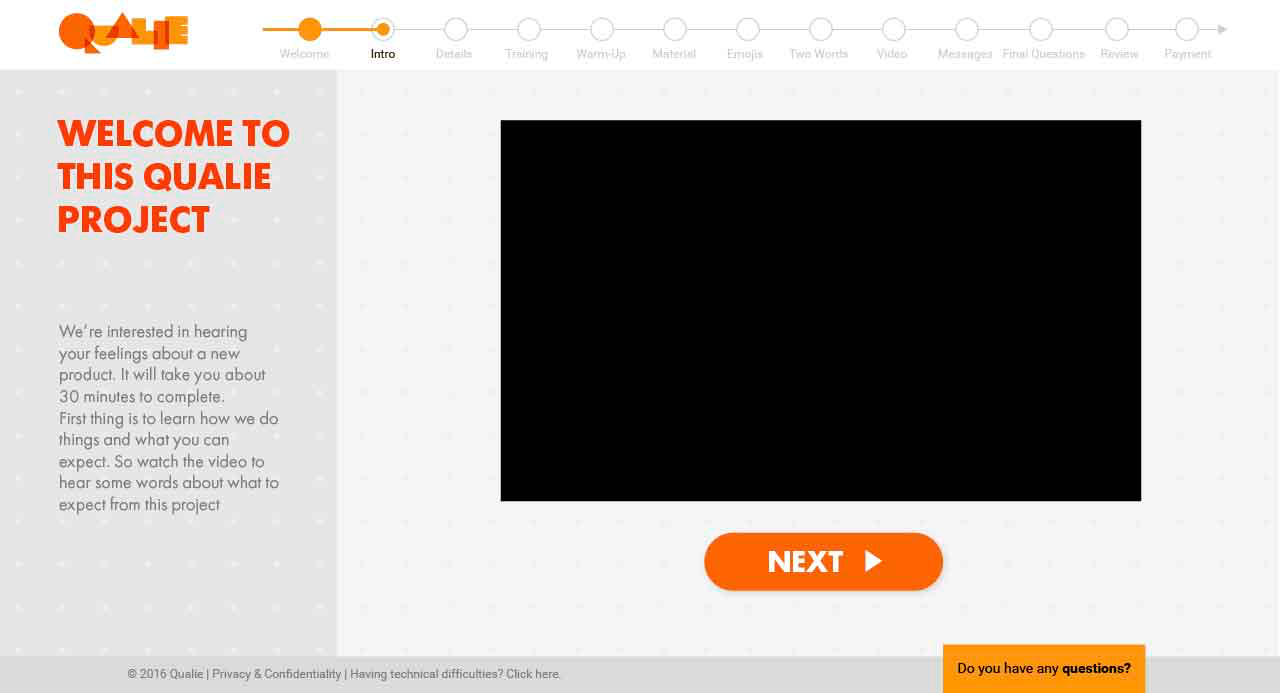 QUALIE
Welcome Intro Details Training Warm-Up Material Emojis Two Words Video Messages Final Questions Review Payment
WELCOME TO
THIS QUALIE
PROJECT
We're interested in hearing
your feelings about a new
product. It will take you about
30 minutes to complete.
First thing is to learn how we do
things and what you can
expect. So watch the video to
hear some words about what to
expect from this project
NEXT
Do you have any questions?
© 2016 Qualie | Privacy & Confidentiality | Having technical difficulties? Click here.